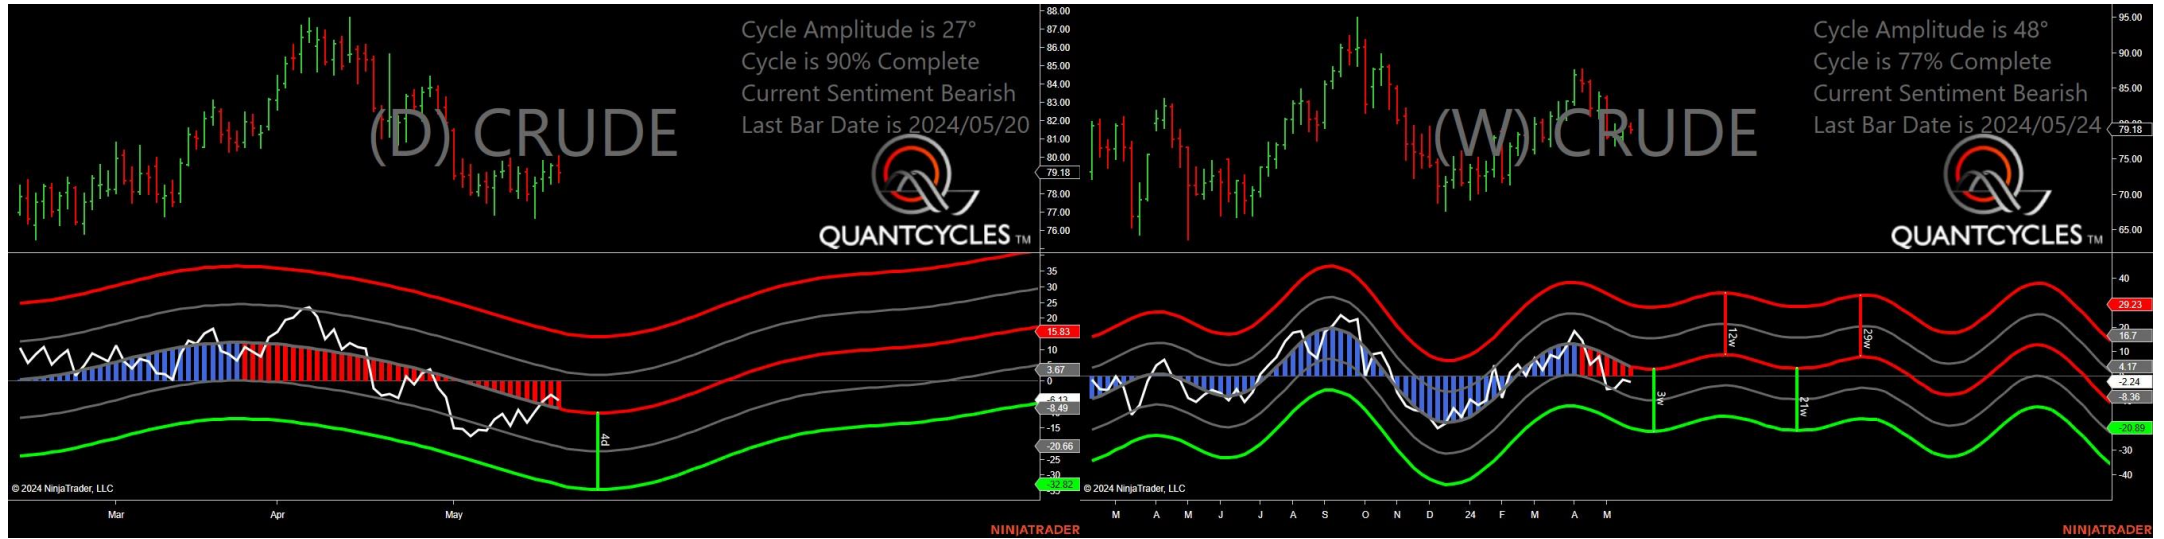 88.00
87.00
86.00
85.00
84.00
83.00
82.00
81.00
80.00
79.18
78.00
77.00
76.00
Cycle Amplitude is 27°
Cycle is 90% Complete
Current Sentiment Bearish
Last Bar Date is 2024/05/20
(D) CRUDE
QUANTCYCLES TM
35
30
25
20
15.83
10
3.67
0
-8.49
-15
-20.66
-25
-30
-32.82
4d
© 2024 NinjaTrader, LLC
Mar Apr May
NINJATRADER
95.00
90.00
85.00
79.18
75.00
70.00
65.00
Cycle Amplitude is 48°
Cycle is 77% Complete
Current Sentiment Bearish
Last Bar Date is 2024/05/24
(W) CRUDE
QUANTCYCLES TM
40
29.23
16.7
10
4.17
-2.24
-8.36
-20.89
-30
-40
3w
12w
21w
29w
© 2024 NinjaTrader, LLC
M A M J J A S O N D 24 F M A M
NINJATRADER